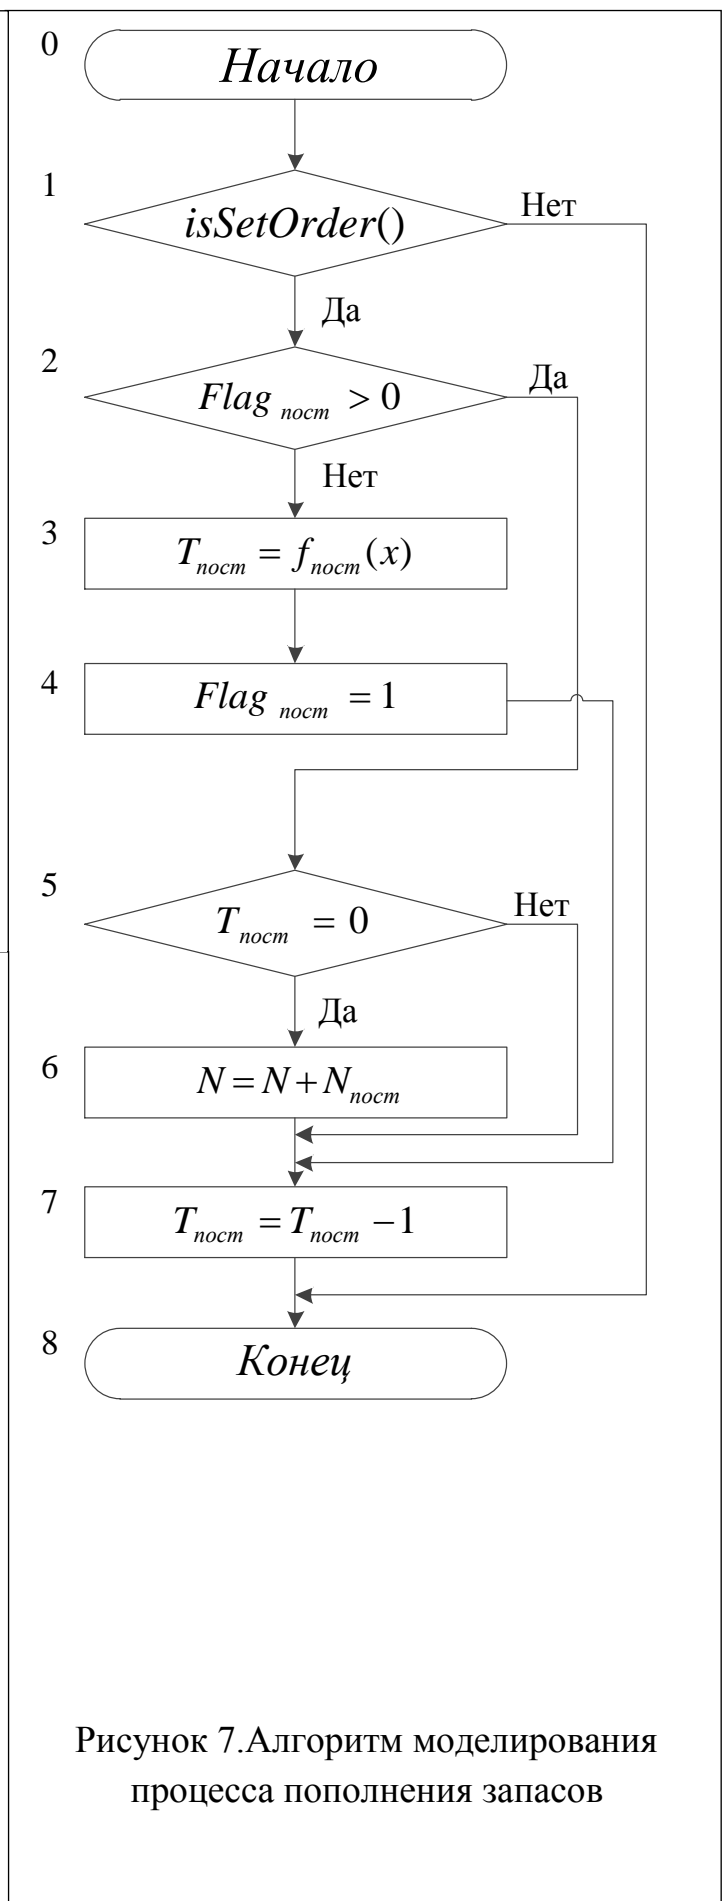 0
Начало
1
isSetOrder()
Нет
Да
2
Flag пост > 0
Да
Нет
3
T пост = f пост (x)
4
Flag пост = 1
5
T пост = 0
Нет
Да
6
N = N + N пост
7
T пост = T пост − 1
8
Конец
Рисунок 7.Алгоритм моделирования
процесса пополнения запасов